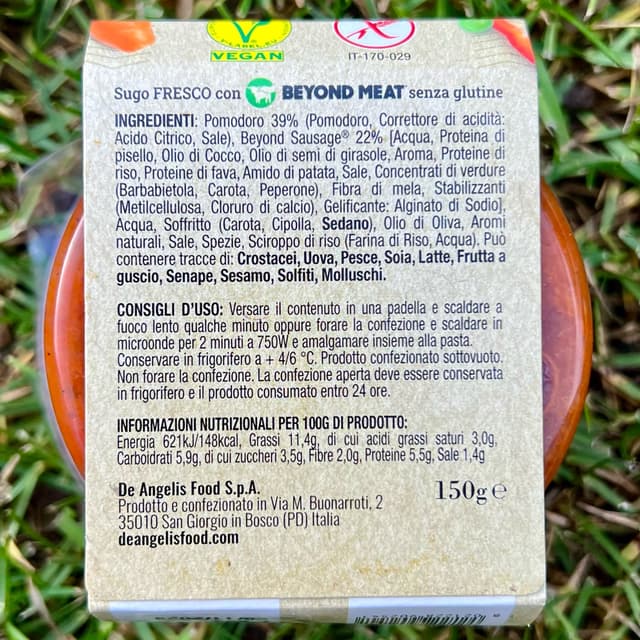 VEGAN
IT-170-029
Sugo FRESCO con BEYOND MEAT® senza glutine
INGREDIENTI: Pomodoro 39% (Pomodoro, Correttore di acidità:
Acido Citrico, Sale), Beyond Sausage® 22% [Acqua, Proteina di
pisello, Olio di Cocco, Olio di semi di girasole, Aroma, Proteine di
riso, Proteine di fava, Amido di patata, Sale, Concentrati di verdure
(Barbabietola, Carota, Peperone), Fibra di mela, Stabilizzanti
(Metilcellulosa, Cloruro di calcio), Gelificante: Alginato di Sodio],
Acqua, Soffritto (Carota, Cipolla, Sedano), Olio di Oliva, Aromi
naturali, Sale, Spezie, Sciroppo di riso (Farina di Riso, Acqua). Può
contenere tracce di: Crostacei, Uova, Pesce, Soia, Latte, Frutta a
guscio, Senape, Sesamo, Solfiti, Molluschi.
CONSIGLI D'USO: Versare il contenuto in una padella e scaldare a
fuoco lento qualche minuto oppure forare la confezione e scaldare in
microonde per 2 minuti a 750W e amalgamare insieme alla pasta.
Conservare in frigorifero a + 4/6 °C. Prodotto confezionato sottovuoto.
Non forare la confezione. La confezione aperta deve essere conservata
in frigorifero e il prodotto consumato entro 24 ore.
INFORMAZIONI NUTRIZIONALI PER 100G DI PRODOTTO:
Energia 621kJ/148kcal, Grassi 11,4g, di cui acidi grassi saturi 3,0g,
Carboidrati 5,9g, di cui zuccheri 3,5g, Fibre 2,0g, Proteine 5,5g, Sale 1,4g
De Angelis Food S.p.A.
Prodotto e confezionato in Via M. Buonarroti, 2
35010 San Giorgio in Bosco (PD) Italia
deangelisfood.com
150g e